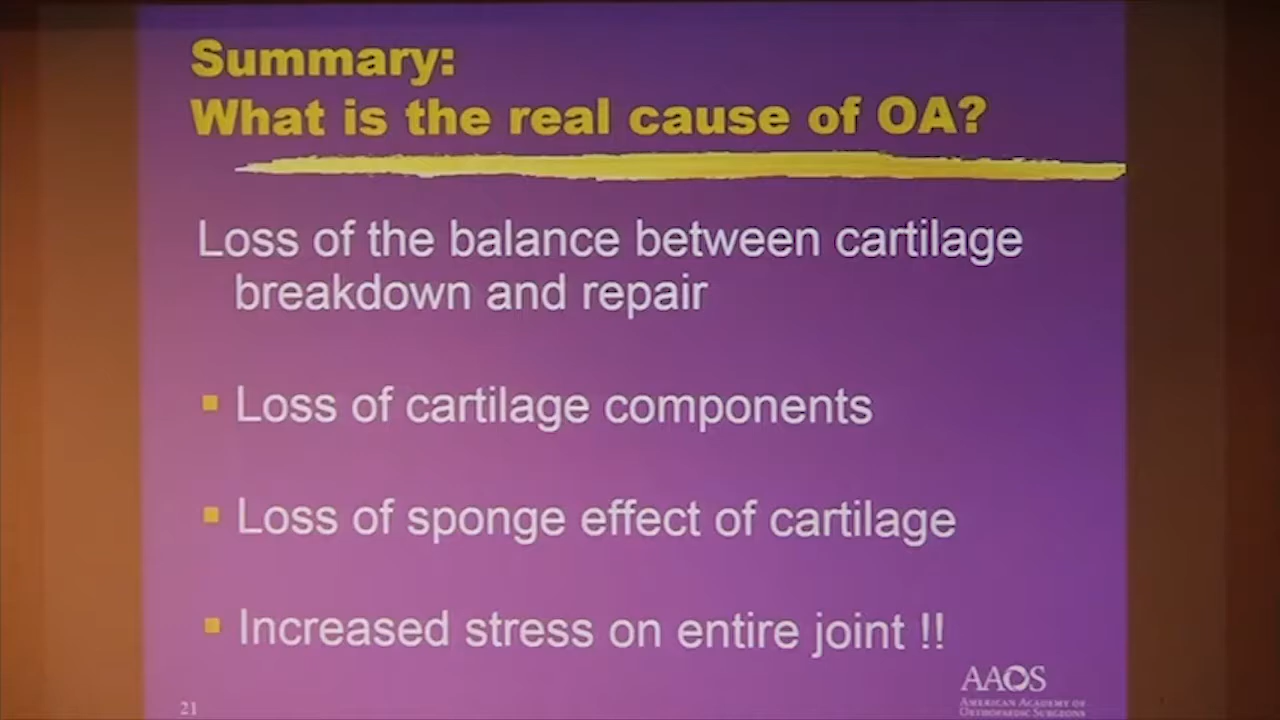 Summary:
What is the real cause of OA?
Loss of the balance between cartilage
breakdown and repair
Loss of cartilage components
Loss of sponge effect of cartilage
Increased stress on entire joint !!
21
AAOS
AMERICAN ACADEMY OF
ORTHOPAEDIC SURGEONS